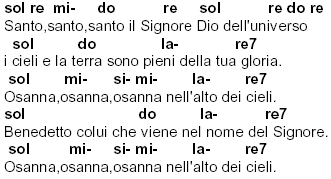 sol re mi- do re sol re do re
Santo,santo,santo il Signore Dio dell'universo
sol do la- re7
i cieli e la terra sono pieni della tua gloria.
sol mi- si- mi- la- re7
Osanna,osanna,osanna nell'alto dei cieli.
sol do la- re7
Benedetto colui che viene nel nome del Signore.
sol mi- si- mi- la- re7
Osanna,osanna,osanna nell'alto dei cieli.